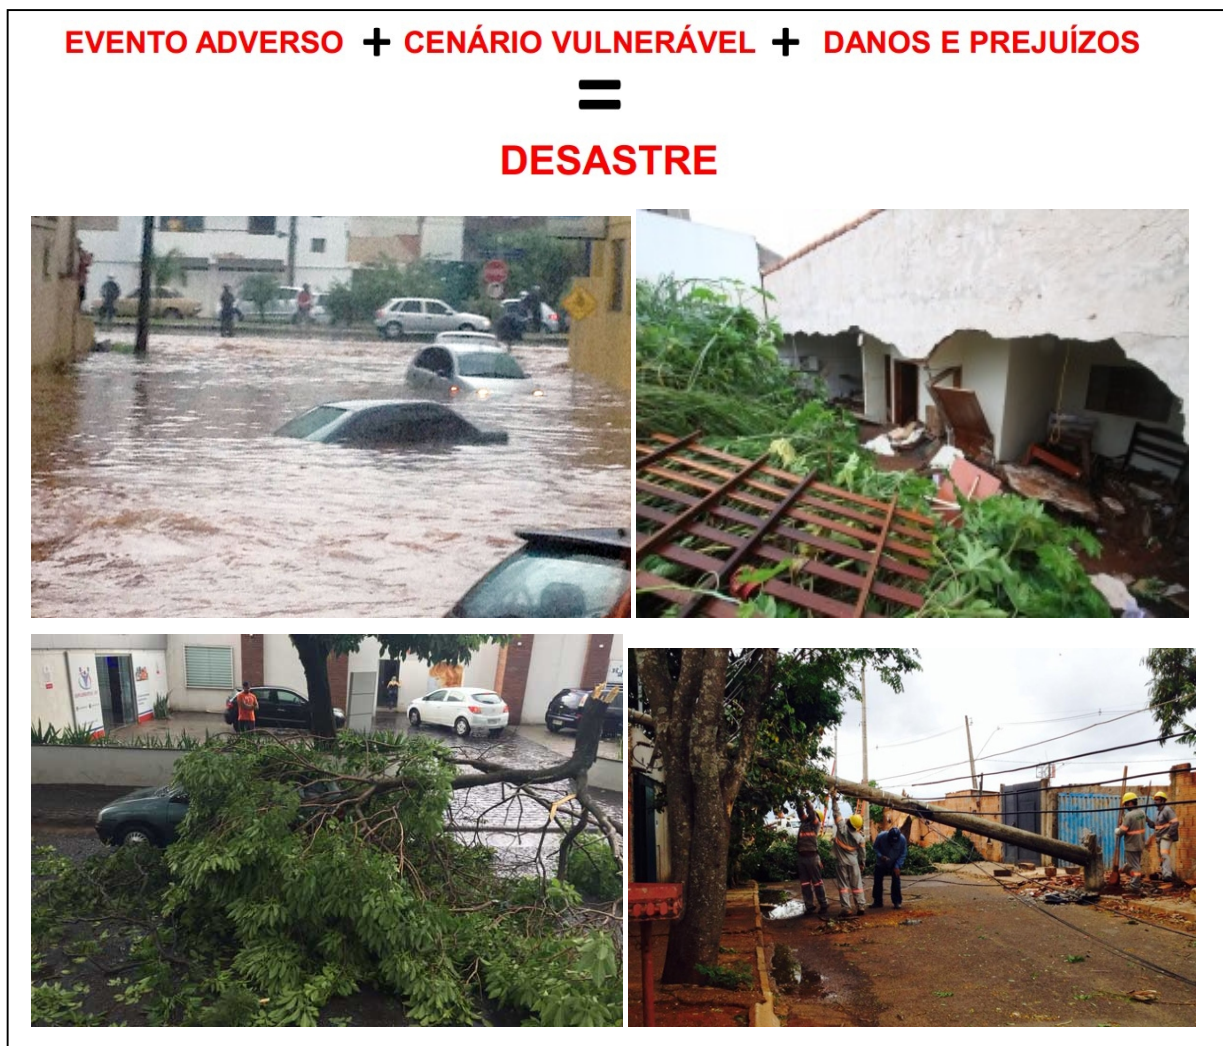 EVENTO ADVERSO + CENÁRIO VULNERÁVEL + DANOS E PREJUÍZOS
=
DESASTRE